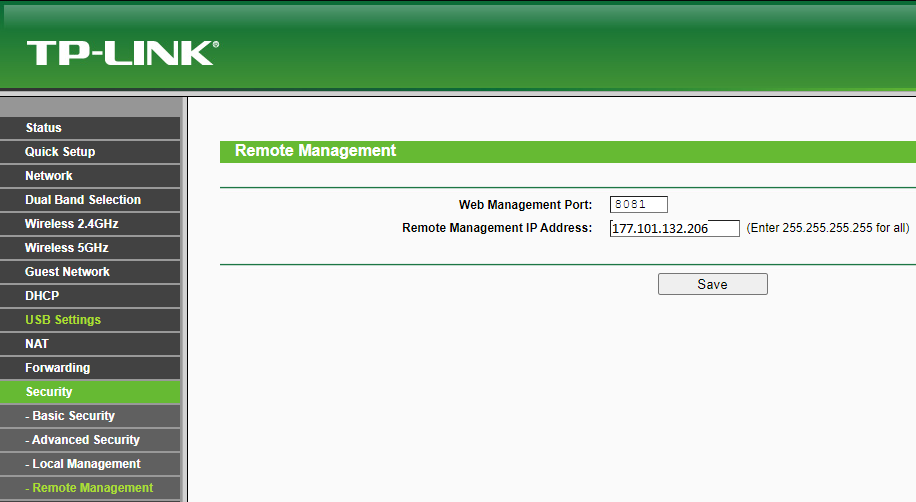 TP-LINK®
Status
Quick Setup
Network
Dual Band Selection
Wireless 2.4GHz
Wireless 5GHz
Guest Network
DHCP
USB Settings
NAT
Forwarding
Security
- Basic Security
- Advanced Security
- Local Management
- Remote Management
Remote Management
Web Management Port: 8081
Remote Management IP Address: 177.101.132.206 (Enter 255.255.255.255 for all)
Save